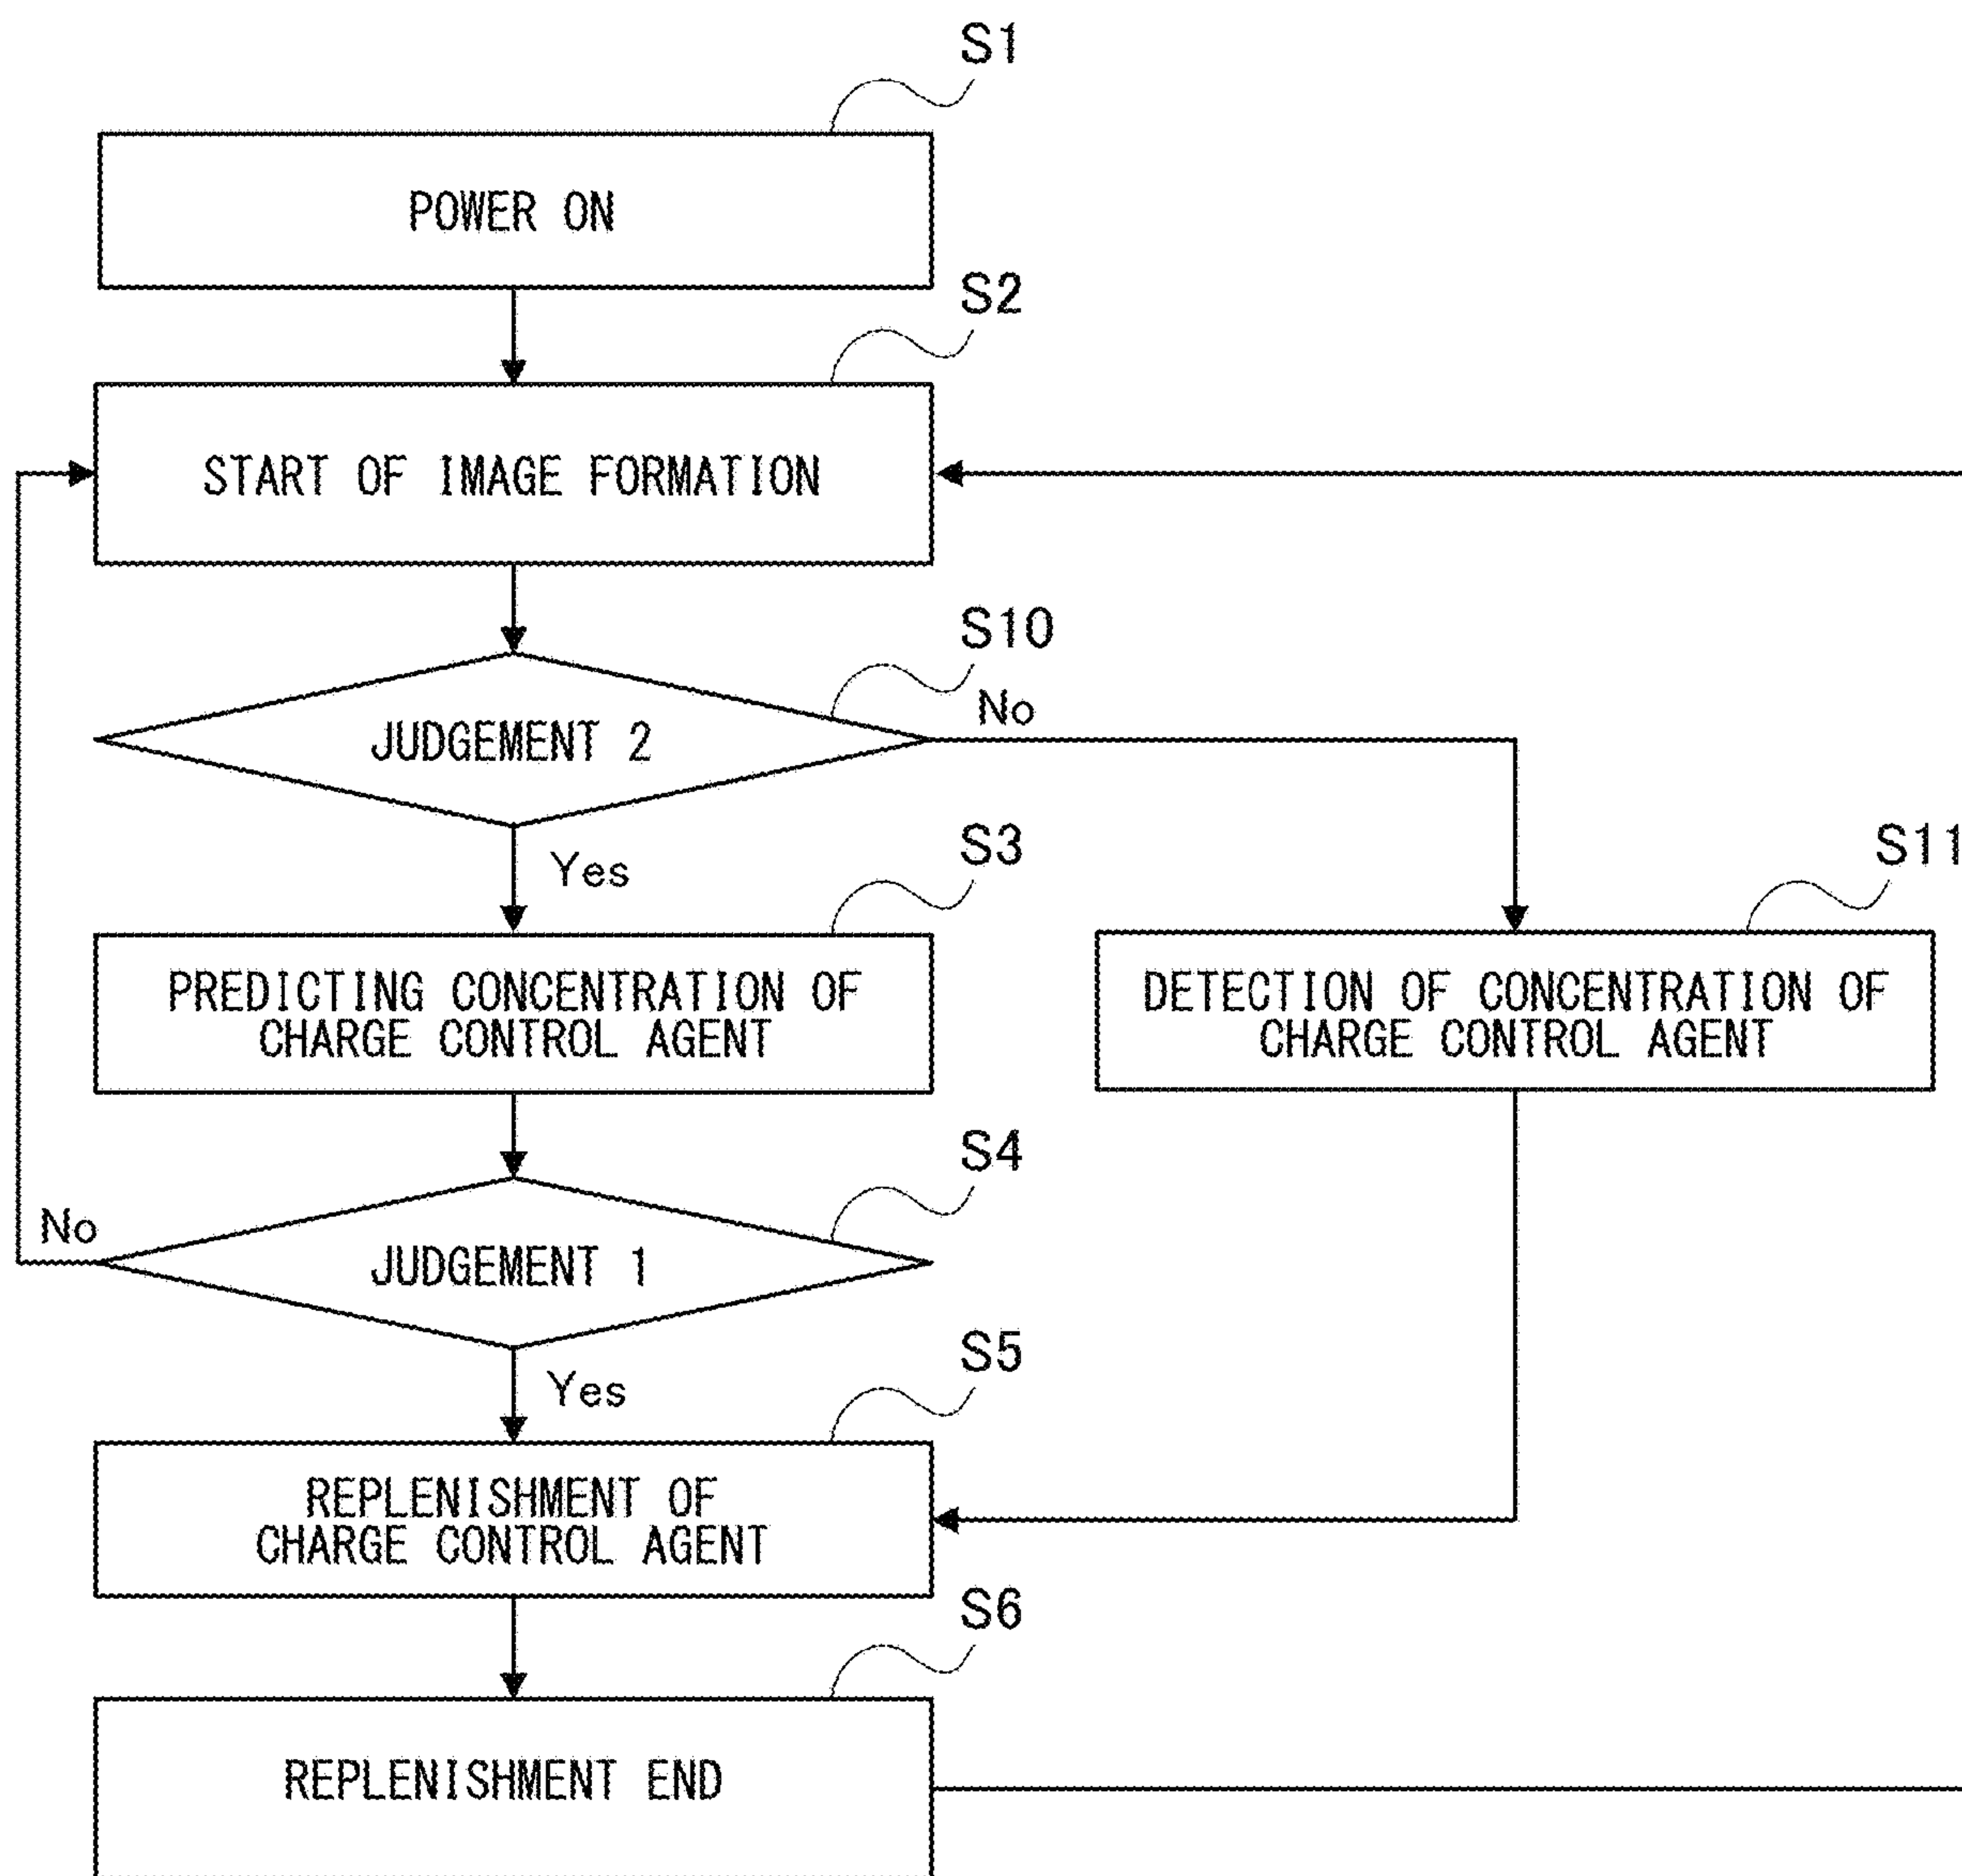 S1
POWER ON
S2
START OF IMAGE FORMATION
S10
JUDGEMENT 2
No
Yes
S3
S11
PREDICTING CONCENTRATION OF
CHARGE CONTROL AGENT
DETECTION OF CONCENTRATION OF
CHARGE CONTROL AGENT
S4
No
JUDGEMENT 1
Yes
S5
REPLENISHMENT OF
CHARGE CONTROL AGENT
S6
REPLENISHMENT END